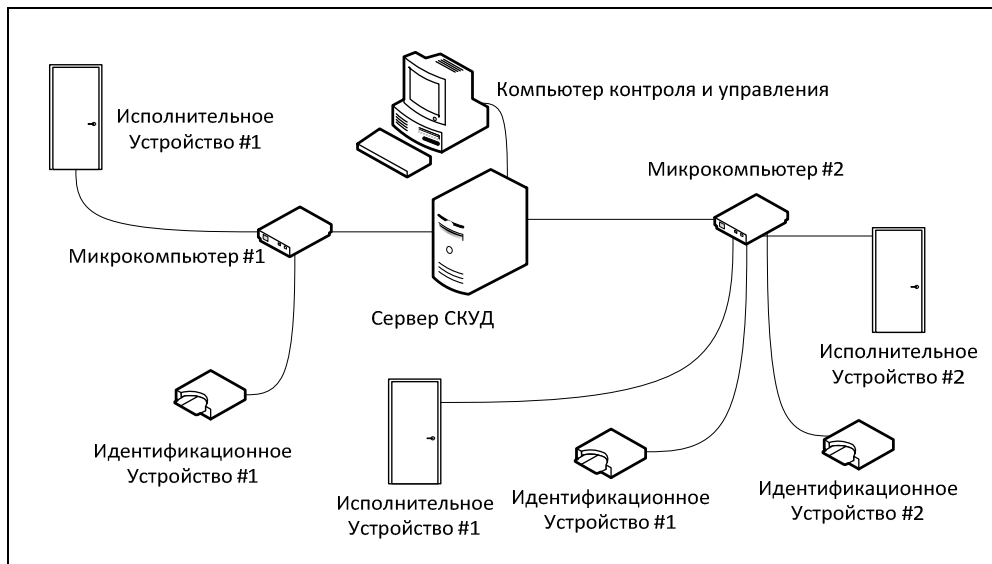 Компьютер контроля и управления
Исполнительное
Устройство #1
Микрокомпьютер #2
Микрокомпьютер #1
Сервер СКУД
Исполнительное
Устройство #2
Идентификационное
Устройство #1
Исполнительное
Устройство #1
Идентификационное
Устройство #1
Идентификационное
Устройство #2